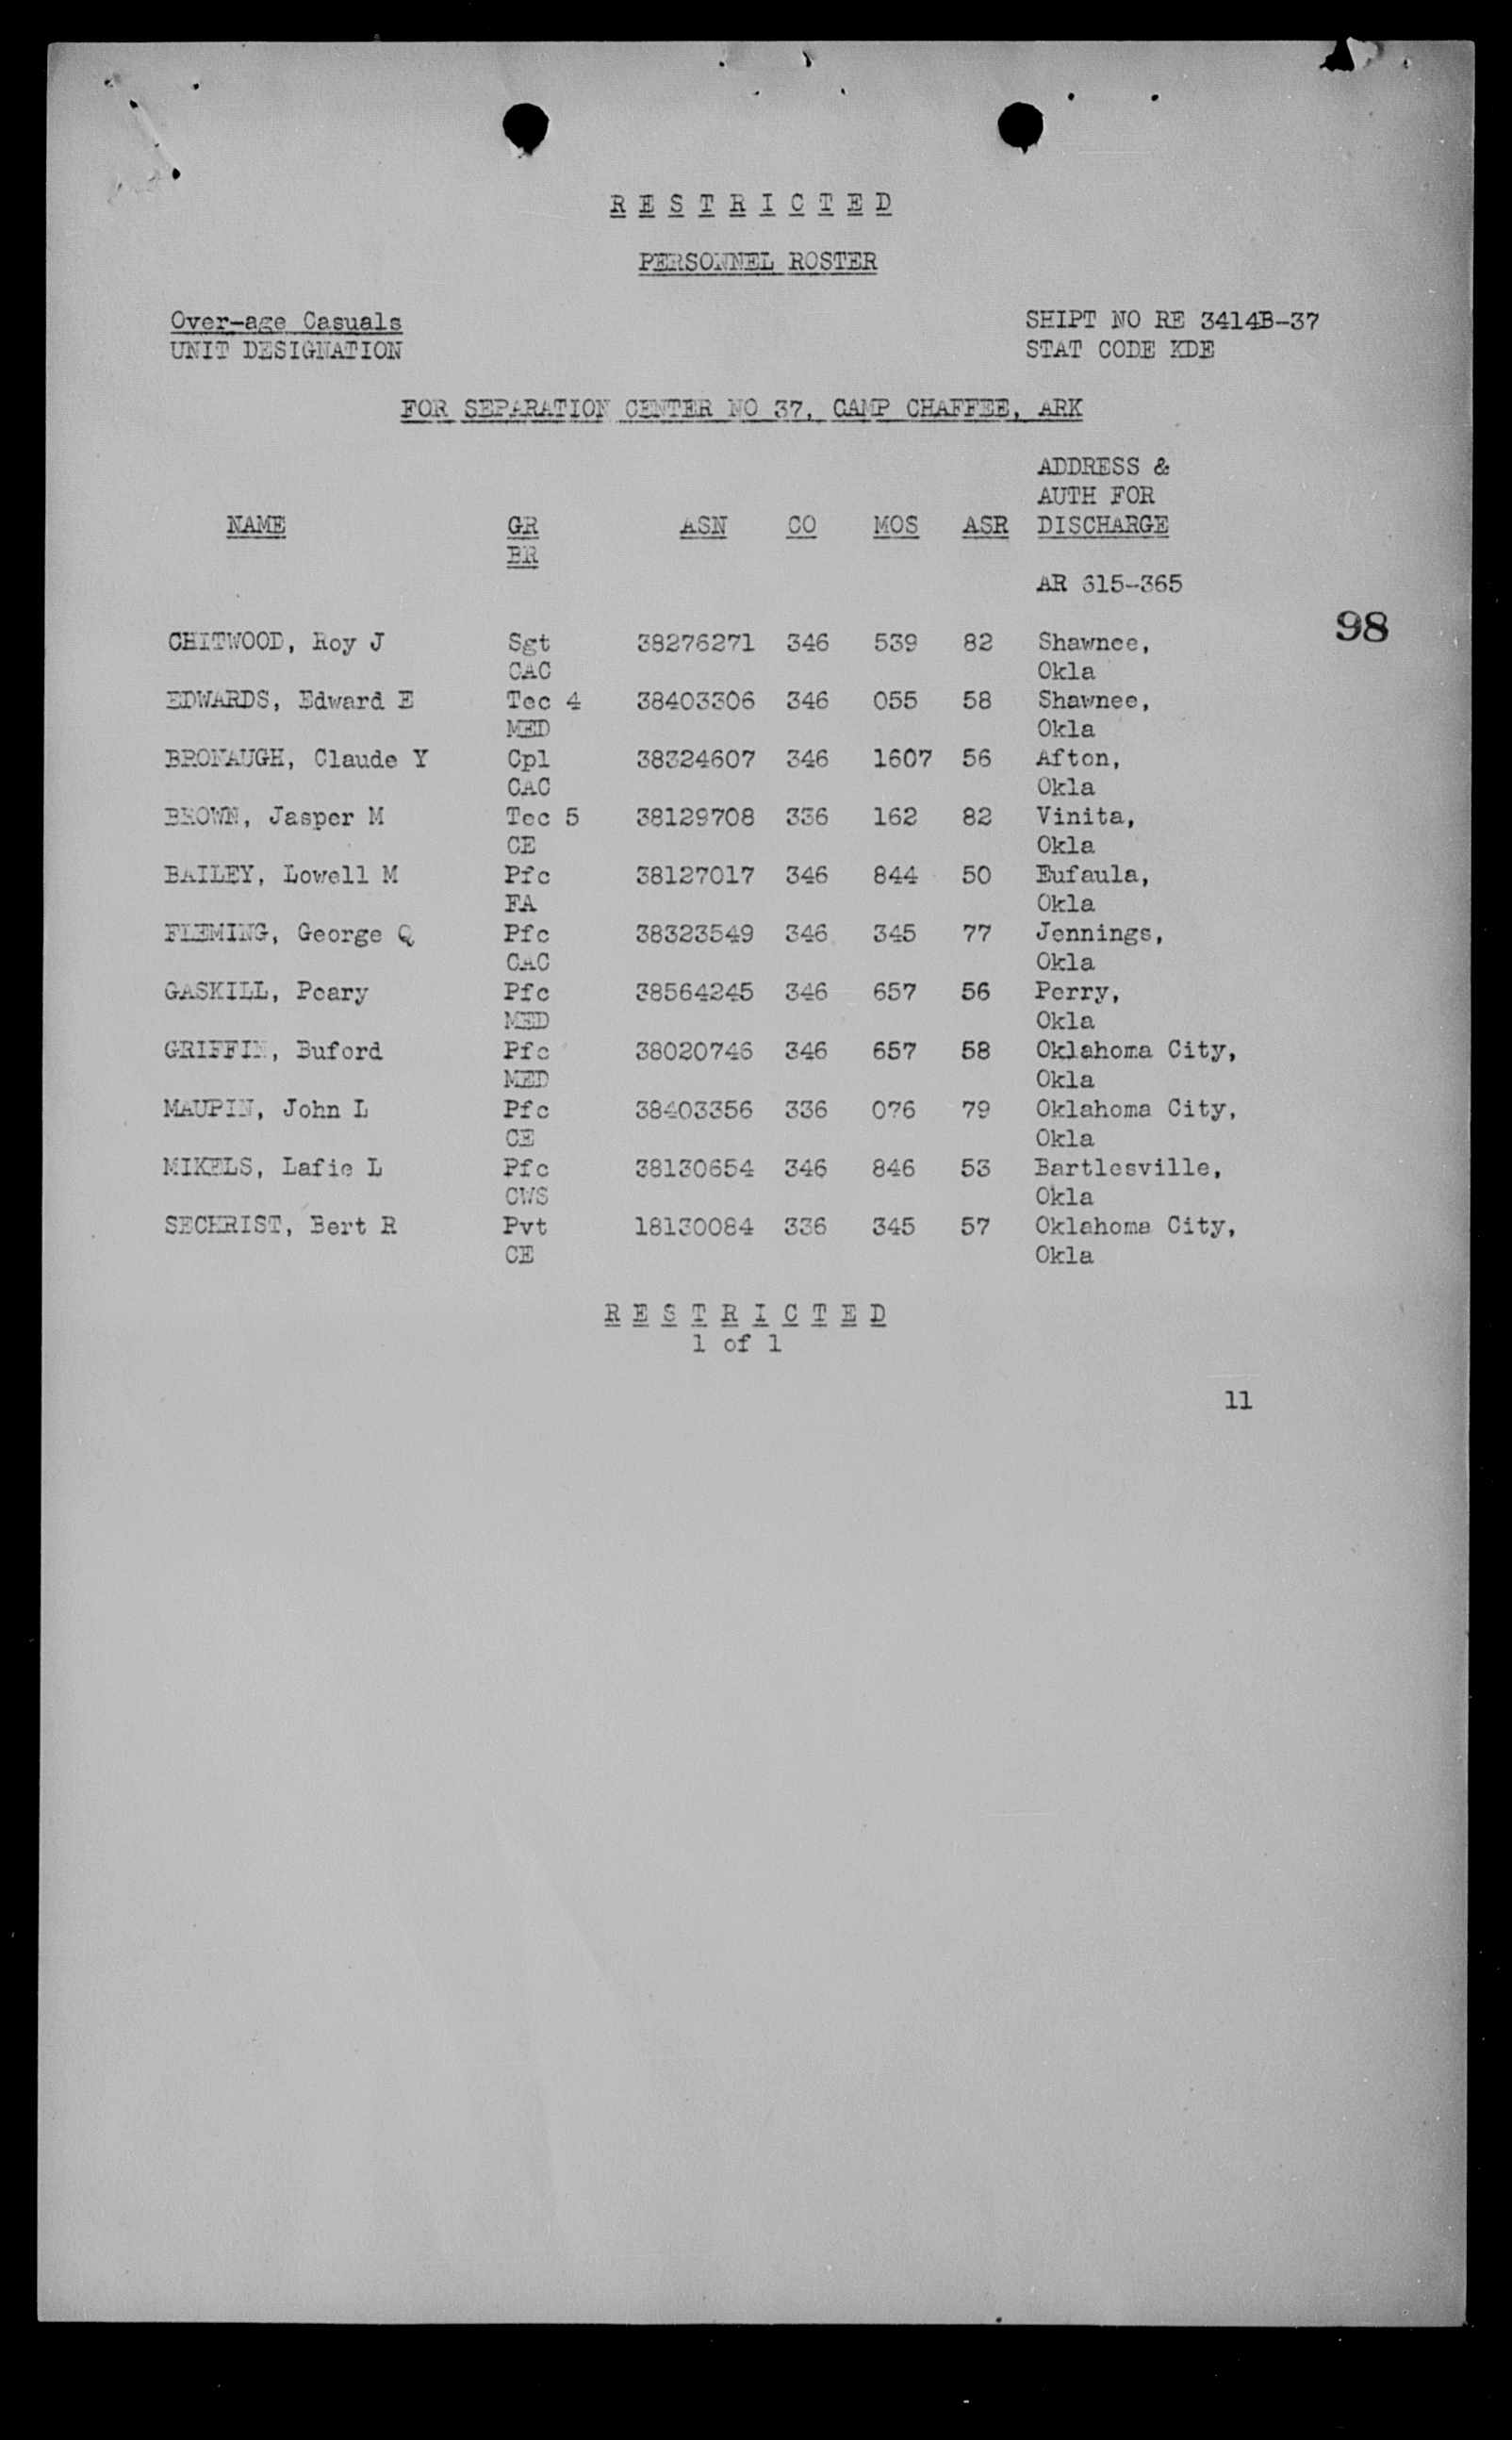 R E S T R I C T E D
PERSONNEL ROSTER
Over-age Casuals SHIPT NO RE 3414B-37
UNIT DESIGNATION STAT CODE KDE
FOR SEPARATION CENTER NO 37, CAMP CHAFFEE, ARK
ADDRESS &
AUTH FOR
NAME GR ASN CO MOS ASR DISCHARGE
BR
AR 615-365
98
CHITWOOD, Roy J Sgt 38276271 346 539 82 Shawnee,
CAC Okla
EDWARDS, Edward E Tec 4 38403306 346 055 58 Shawnee,
MED Okla
BRONAUGH, Claude Y Cpl 38324607 346 1607 56 Afton,
CAC Okla
BROWN, Jasper M Tec 5 38129708 336 162 82 Vinita,
CE Okla
BAILEY, Lowell M Pfc 38127017 346 844 50 Eufaula,
FA Okla
FLEMING, George Q Pfc 38323549 346 345 77 Jennings,
CAC Okla
GASKILL, Peary Pfc 38564245 346 657 56 Perry,
MED Okla
GRIFFIN, Buford Pfc 38020746 346 657 58 Oklahoma City,
MED Okla
MAUPIN, John L Pfc 38403356 336 076 79 Oklahoma City,
CE Okla
MIKELS, Lafie L Pfc 38130654 346 846 53 Bartlesville,
CWS Okla
SECHRIST, Bert R Pvt 18130084 336 345 57 Oklahoma City,
CE Okla
R E S T R I C T E D
1 of 1
11